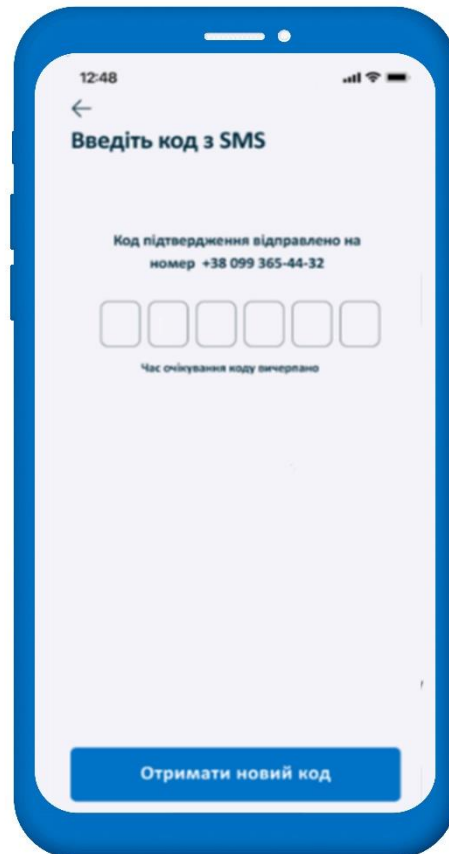 12:48
Введіть код з SMS
Код підтвердження відправлено на
номер +38 099 365-44-32
Час очікування коду вичерпано
Отримати новий код